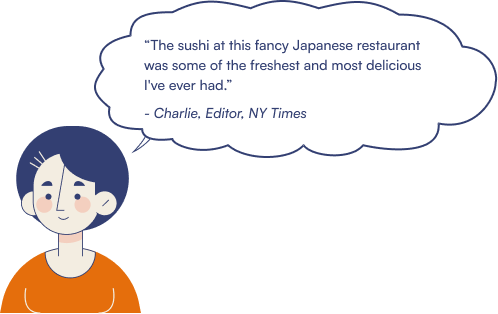 “The sushi at this fancy Japanese restaurant
was some of the freshest and most delicious
I've ever had.”
- Charlie, Editor, NY Times